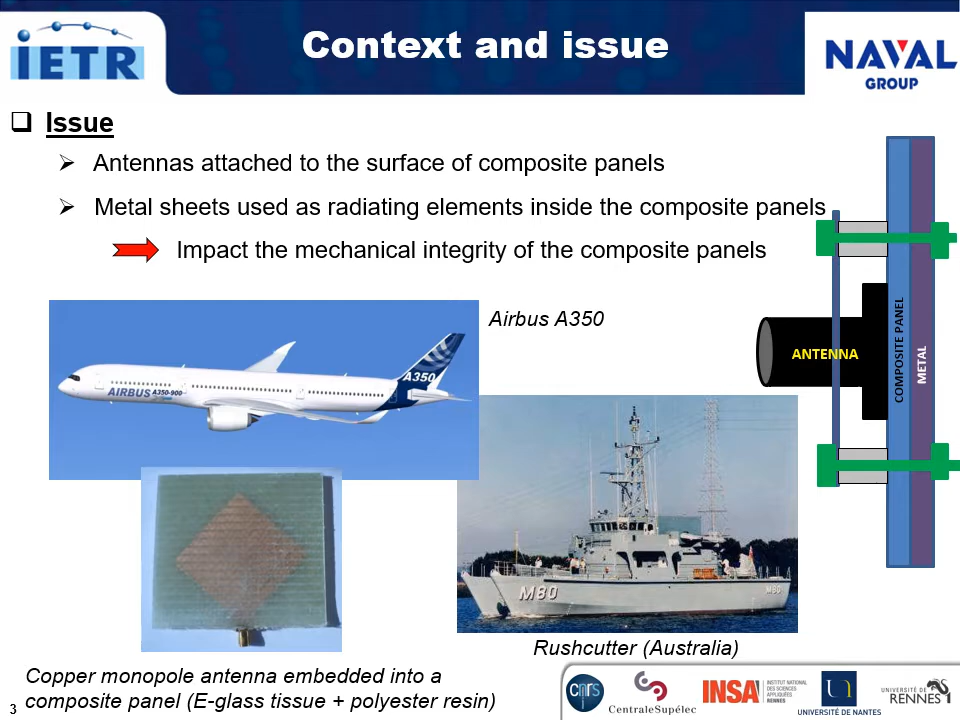 iETR
Context and issue
NAVAL
GROUP
Issue
Antennas attached to the surface of composite panels
Metal sheets used as radiating elements inside the composite panels
Impact the mechanical integrity of the composite panels
Airbus A350
A350
AIRBUS A350-900
ANTENNA
COMPOSITE PANEL
METAL
M80
M80
Rushcutter (Australia)
Copper monopole antenna embedded into a
composite panel (E-glass tissue + polyester resin)
3
cnrs
CentraleSupélec
INSA
INSTITUT NATIONAL
DES SCIENCES
APPLIQUÉES
RENNES
UNIVERSITÉ DE NANTES
UNIVERSITÉ DE
RENNES